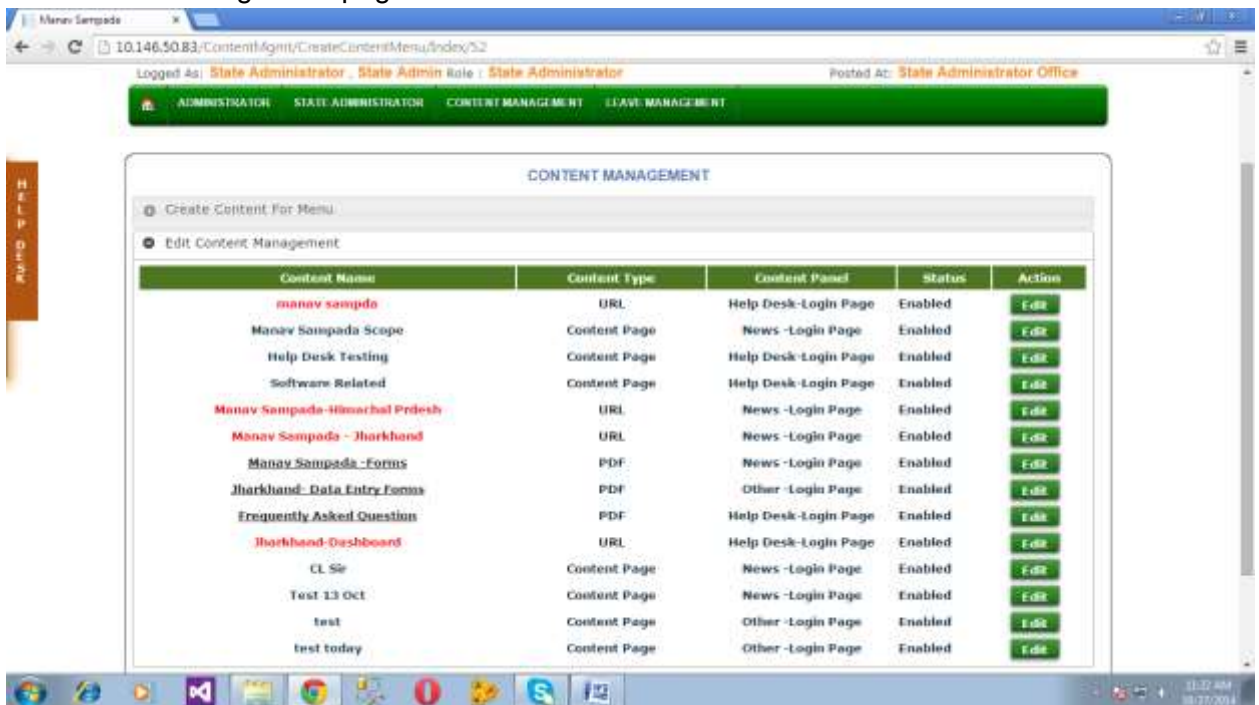 Manav Sampada
10.146.50.83/ContentMgmt/CreateContentMenu/Index/52
Logged As: State Administrator , State Admin Role : State Administrator Posted At: State Administrator Office
ADMINISTRATOR STATE ADMINISTRATOR CONTENT MANAGEMENT LEAVE MANAGEMENT
HELP DESK
CONTENT MANAGEMENT
Create Content For Menu
Edit Content Management
Content Name Content Type Content Panel Status Action
manav sampda URL Help Desk-Login Page Enabled Edit
Manav Sampada Scope Content Page News -Login Page Enabled Edit
Help Desk Testing Content Page Help Desk-Login Page Enabled Edit
Software Related Content Page Help Desk-Login Page Enabled Edit
Manav Sampada-Himachal Prdesh URL News -Login Page Enabled Edit
Manav Sampada - Jharkhand URL News -Login Page Enabled Edit
Manav Sampada -Forms PDF News -Login Page Enabled Edit
Jharkhand- Data Entry Forms PDF Other -Login Page Enabled Edit
Frequently Asked Question PDF Help Desk-Login Page Enabled Edit
Jharkhand-Dashboard URL Help Desk-Login Page Enabled Edit
CL Sir Content Page News -Login Page Enabled Edit
Test 13 Oct Content Page News -Login Page Enabled Edit
test Content Page Other -Login Page Enabled Edit
test today Content Page Other -Login Page Enabled Edit
11:32 AM
10/27/2014